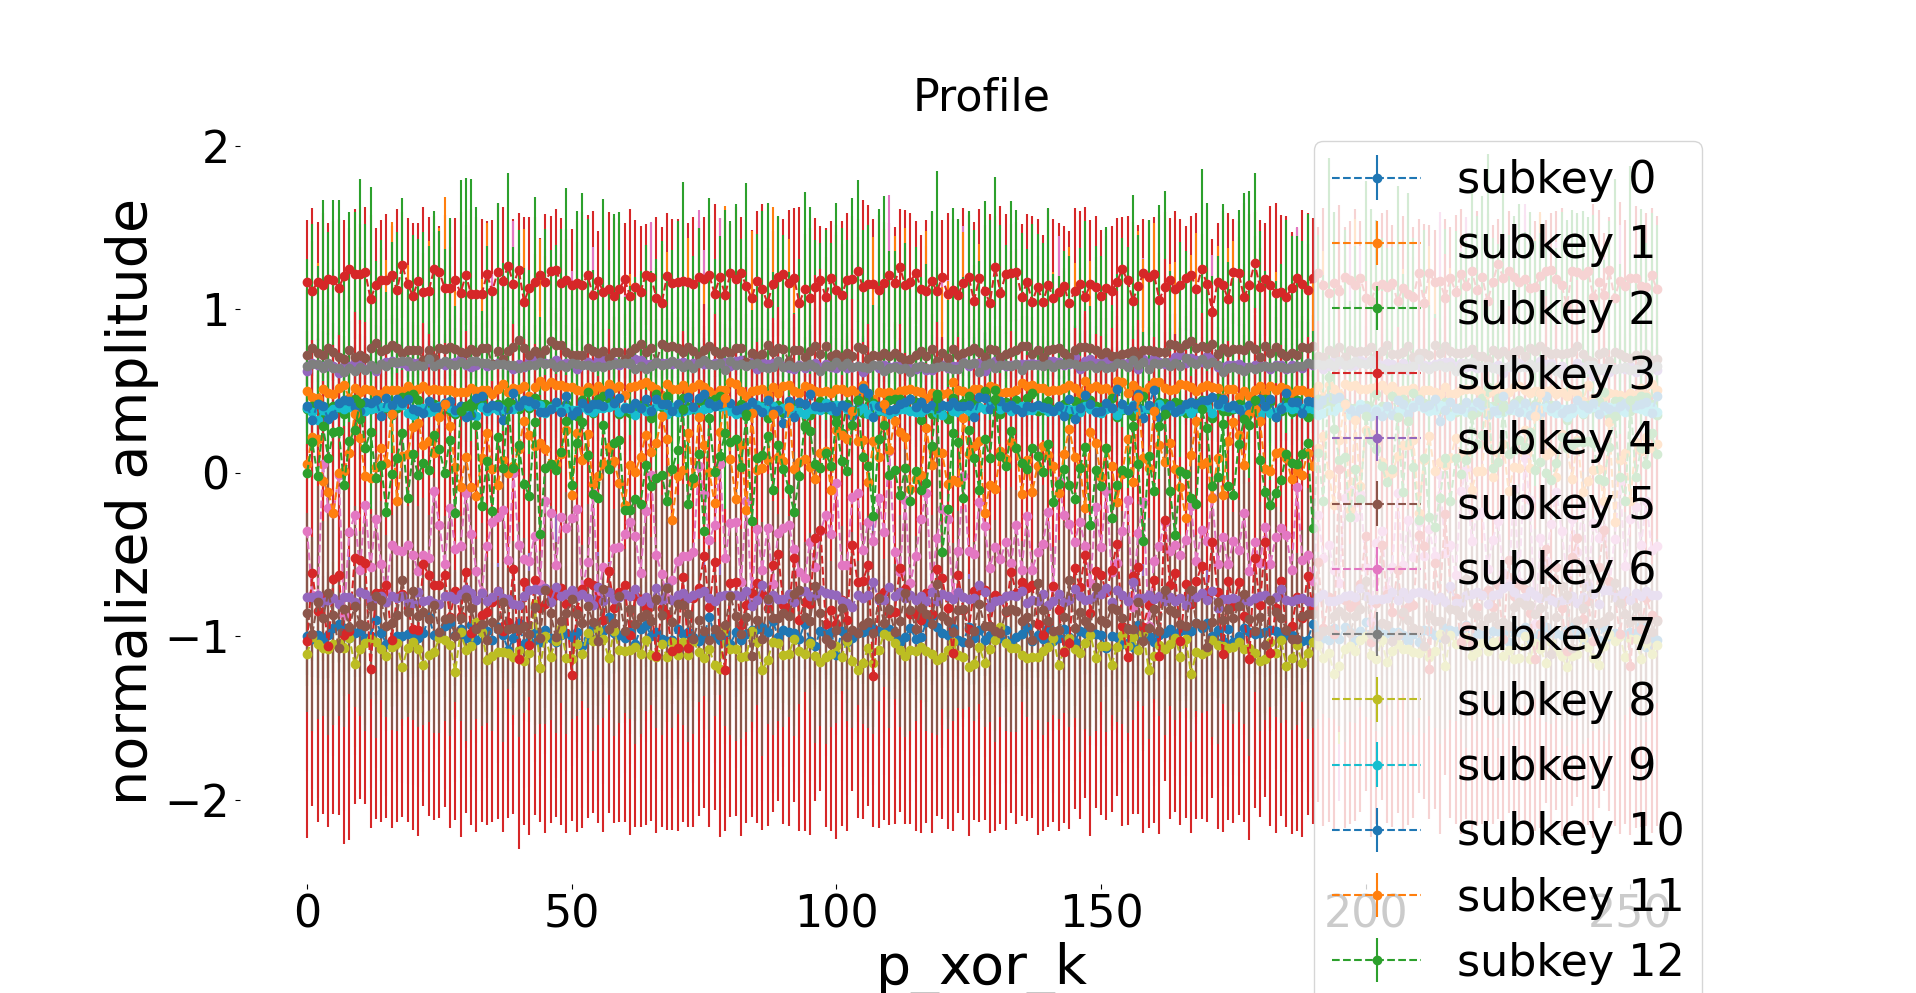 Profile
normalized amplitude
2
1
0
−1
−2
0
50
100
150
200
250
p_xor_k
subkey 0
subkey 1
subkey 2
subkey 3
subkey 4
subkey 5
subkey 6
subkey 7
subkey 8
subkey 9
subkey 10
subkey 11
subkey 12